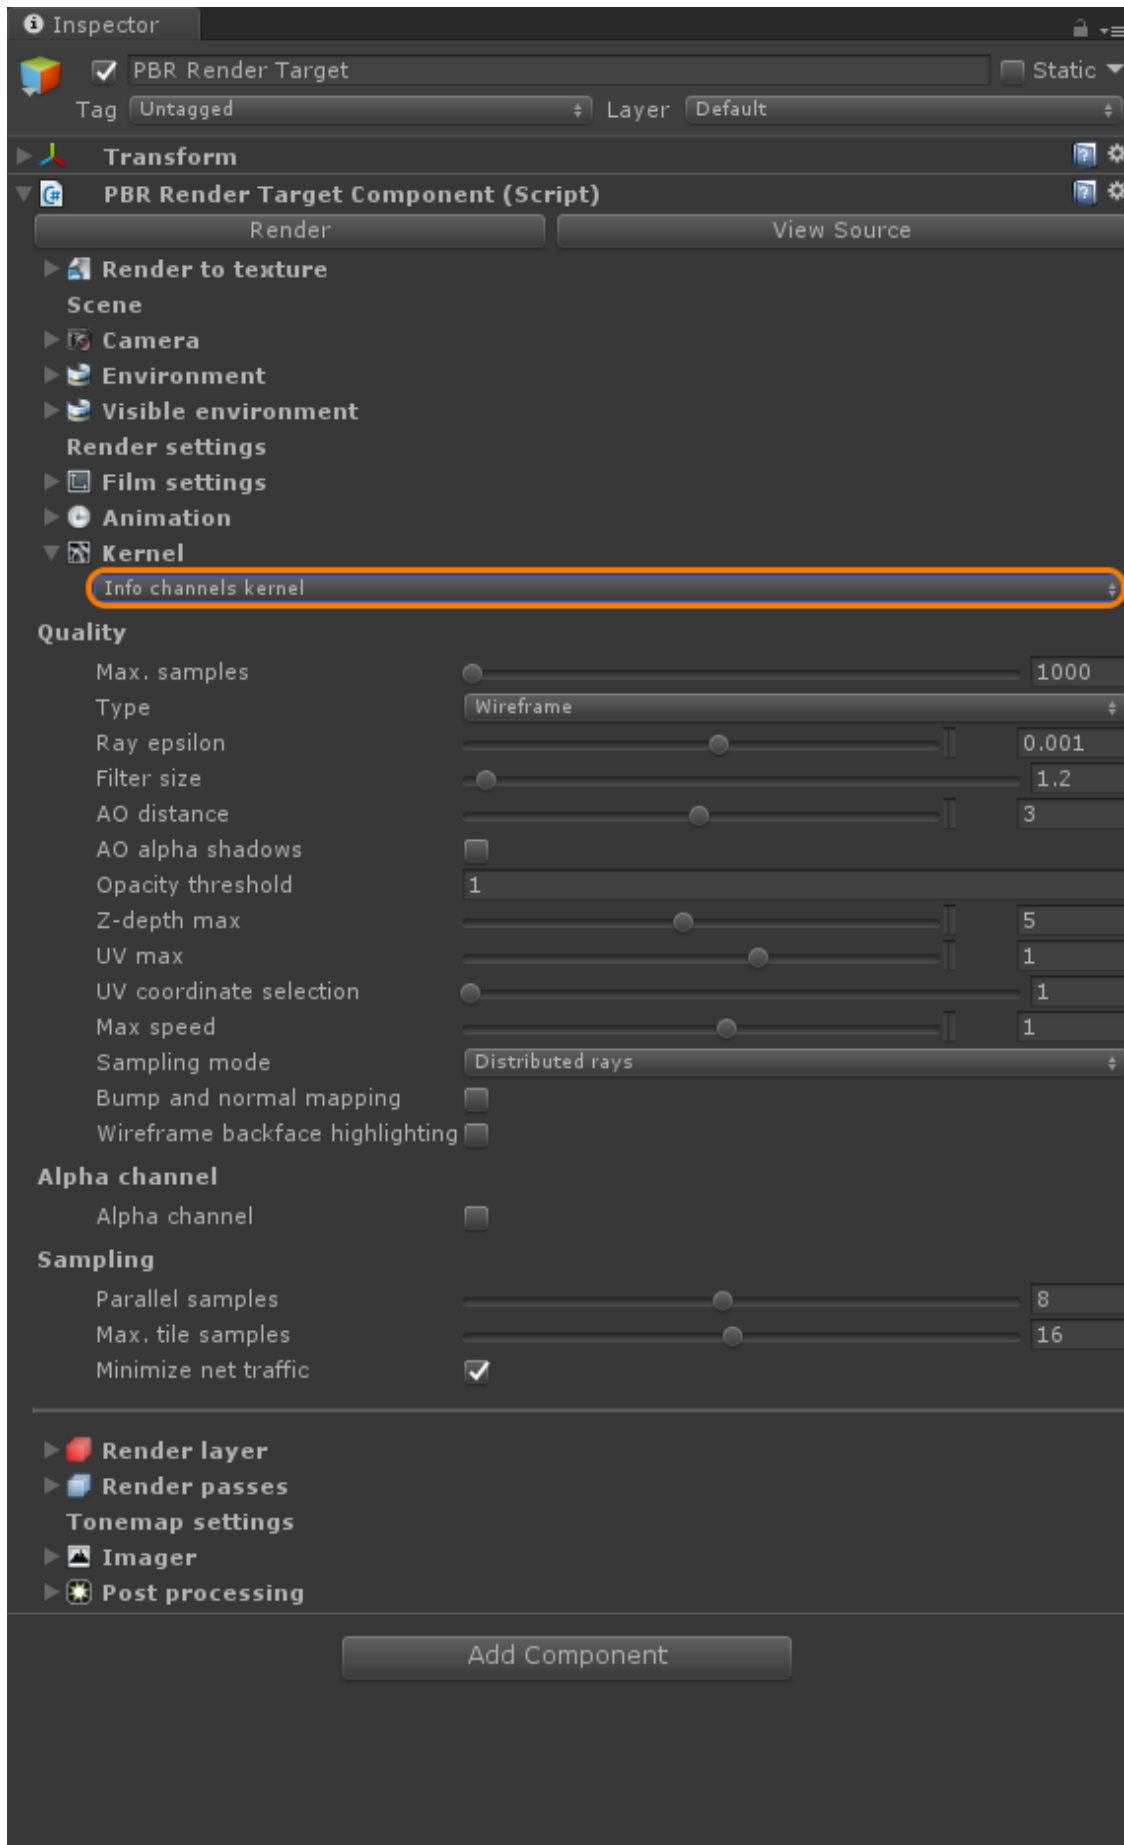 Inspector
PBR Render Target Static
Tag Untagged Layer Default
Transform
PBR Render Target Component (Script)
Render View Source
Render to texture
Scene
Camera
Environment
Visible environment
Render settings
Film settings
Animation
Kernel
Info channels kernel
Quality
Max. samples 1000
Type Wireframe
Ray epsilon 0.001
Filter size 1.2
AO distance 3
AO alpha shadows
Opacity threshold 1
Z-depth max 5
UV max 1
UV coordinate selection 1
Max speed 1
Sampling mode Distributed rays
Bump and normal mapping
Wireframe backface highlighting
Alpha channel
Alpha channel
Sampling
Parallel samples 8
Max. tile samples 16
Minimize net traffic
Render layer
Render passes
Tonemap settings
Imager
Post processing
Add Component